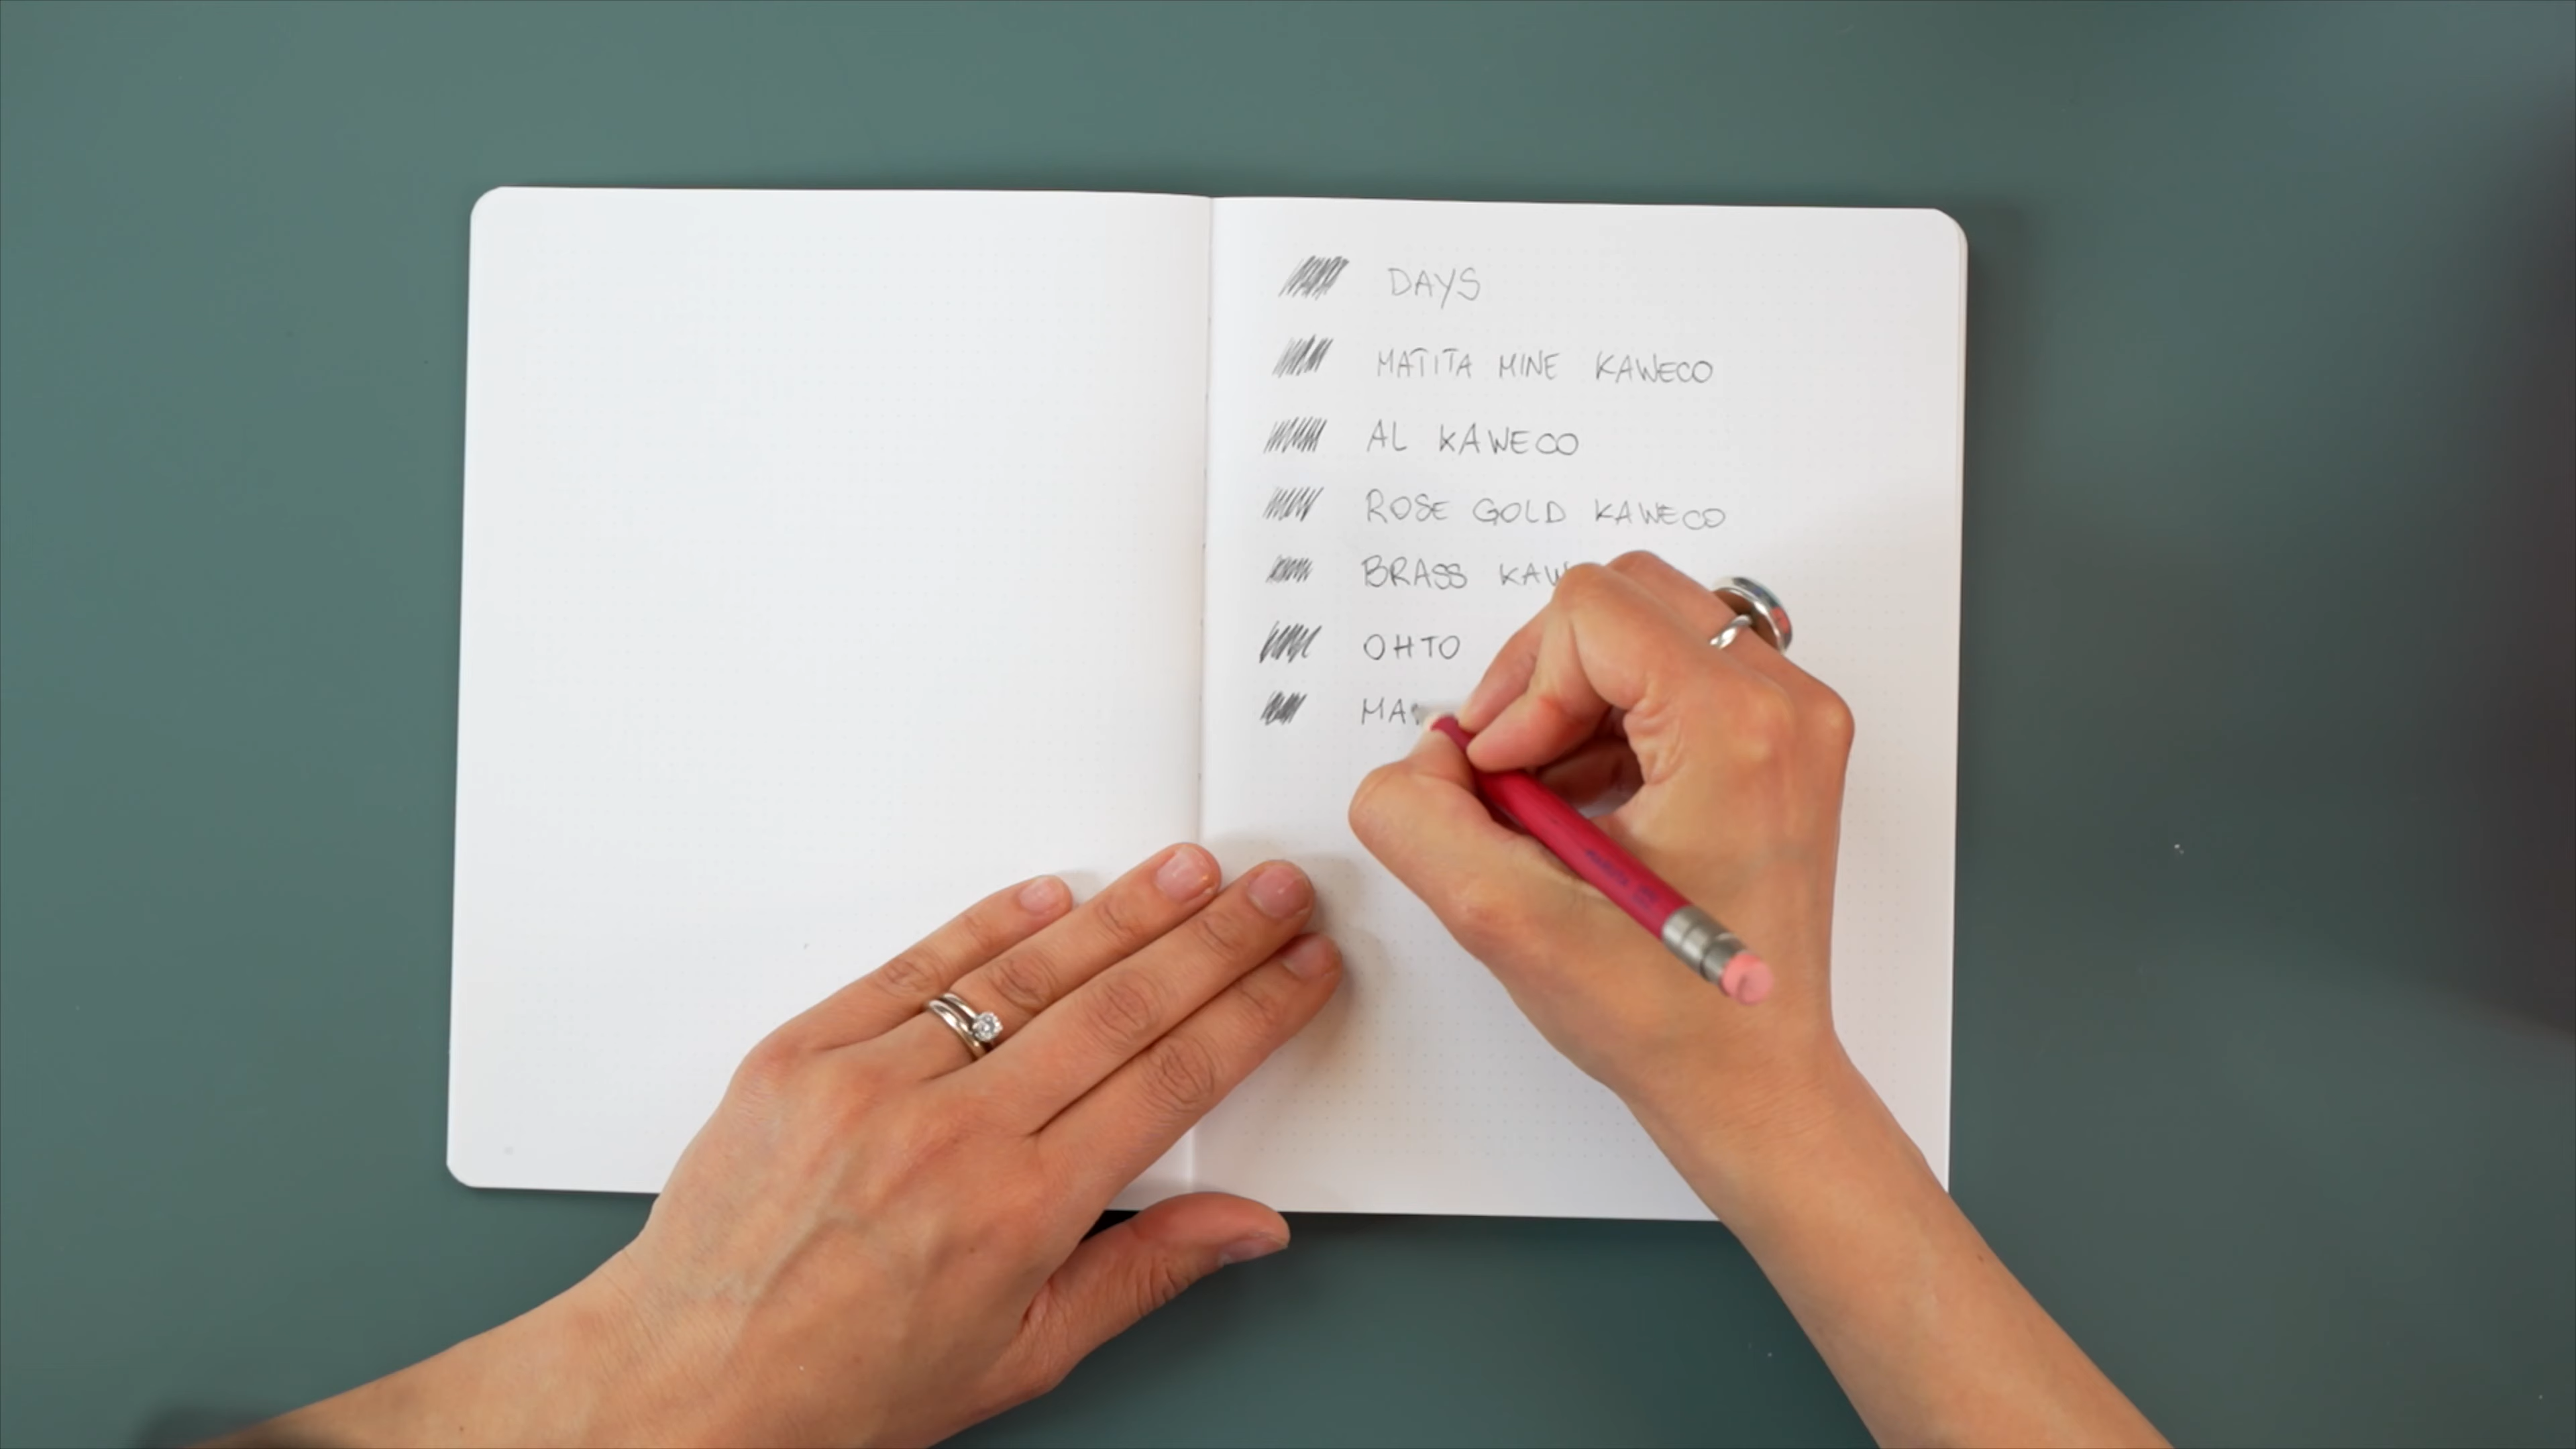 DAYS
MATITA MINE KAWECO
AL KAWECO
ROSE GOLD KAWECO
BRASS
OHTO